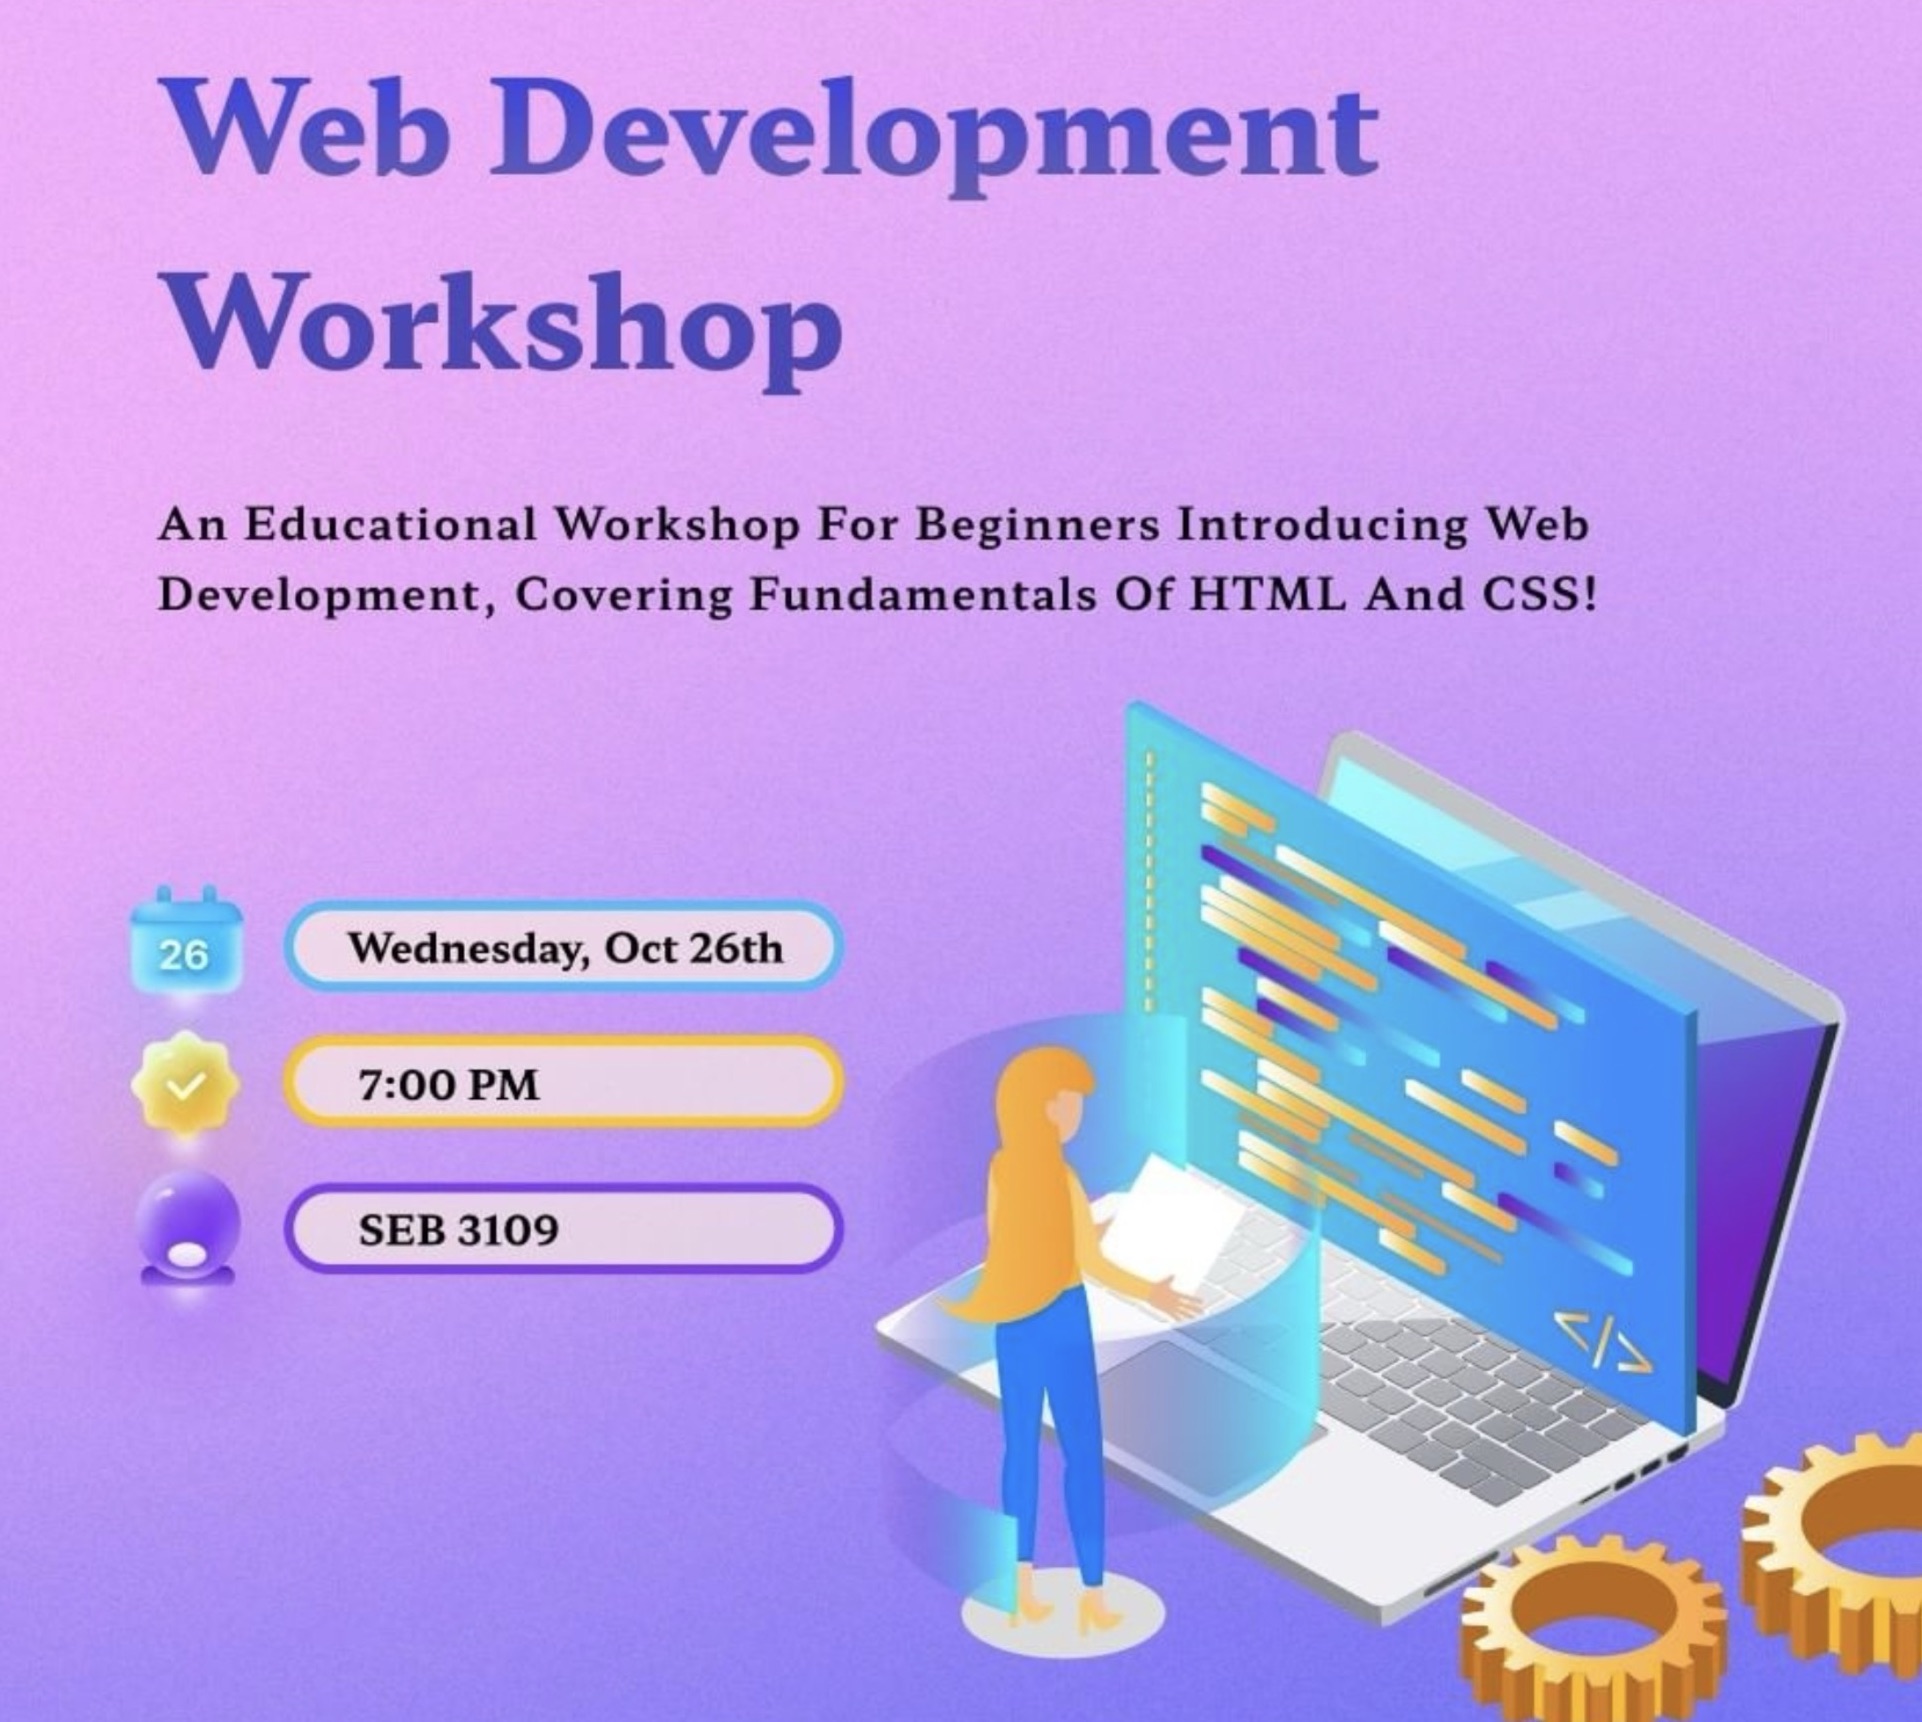 Web Development
Workshop
An Educational Workshop For Beginners Introducing Web
Development, Covering Fundamentals Of HTML And CSS!
26
Wednesday, Oct 26th
7:00 PM
SEB 3109
</>